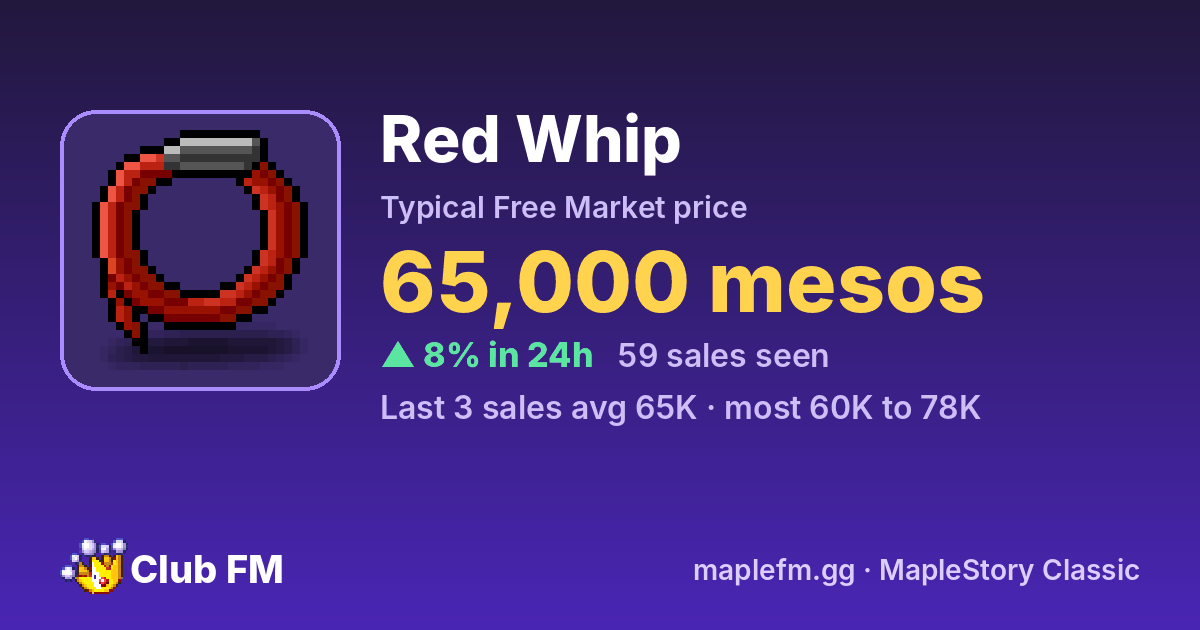 Red Whip
Typical Free Market price
65,000 mesos
▲ 8% in 24h 59 sales seen
Last 3 sales avg 65K · most 60K to 78K
Club FM
maplefm.gg · MapleStory Classic